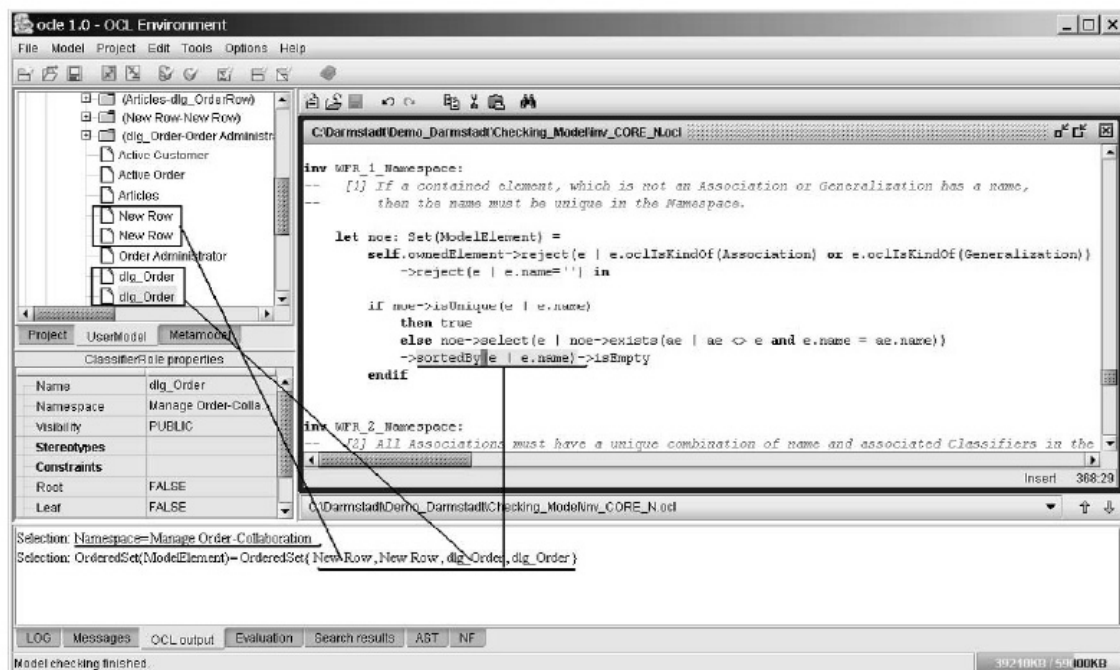 ocle 1.0 - OCL Environment
File Model Project Edit Tools Options Help
(Articles-dlg_OrderRow)
(New Row-New Row)
(dlg_Order-Order Administr
Active Customer
Active Order
Articles
New Row
New Row
Order Administrator
dlg_Order
dlg_Order
Project UserModel Metamodel
ClassifierRole properties
Name dlg_Order
Namespace Manage Order-Colla...
Visibility PUBLIC
Stereotypes
Constraints
Root FALSE
Leaf FALSE
C:\Darmstadt\Demo_Darmstadt\Checking_Model\inv_CORE_N.ocl
inv WFR_1_Namespace:
-- [1] If a contained element, which is not an Association or Generalization has a name,
-- then the name must be unique in the Namespace.
let noe: Set(ModelElement) =
self.ownedElement->reject(e | e.oclIsKindOf(Association) or e.oclIsKindOf(Generalization))
->reject(e | e.name='') in
if noe->isUnique(e | e.name)
then true
else noe->select(e | noe->exists(ae | ae <> e and e.name = ae.name))
->sortedBy(e | e.name)->isEmpty
endif
inv WFR_2_Namespace:
-- [2] All Associations must have a unique combination of name and associated Classifiers in the
Insert 368:29
C:\Darmstadt\Demo_Darmstadt\Checking_Model\inv_CORE_N.ocl
Selection: Namespace=Manage Order-Collaboration
Selection: OrderedSet(ModelElement)=OrderedSet{ New Row, New Row, dlg_Order, dlg_Order }
LOG Messages OCL output Evaluation Search results AST NF
Model checking finished.